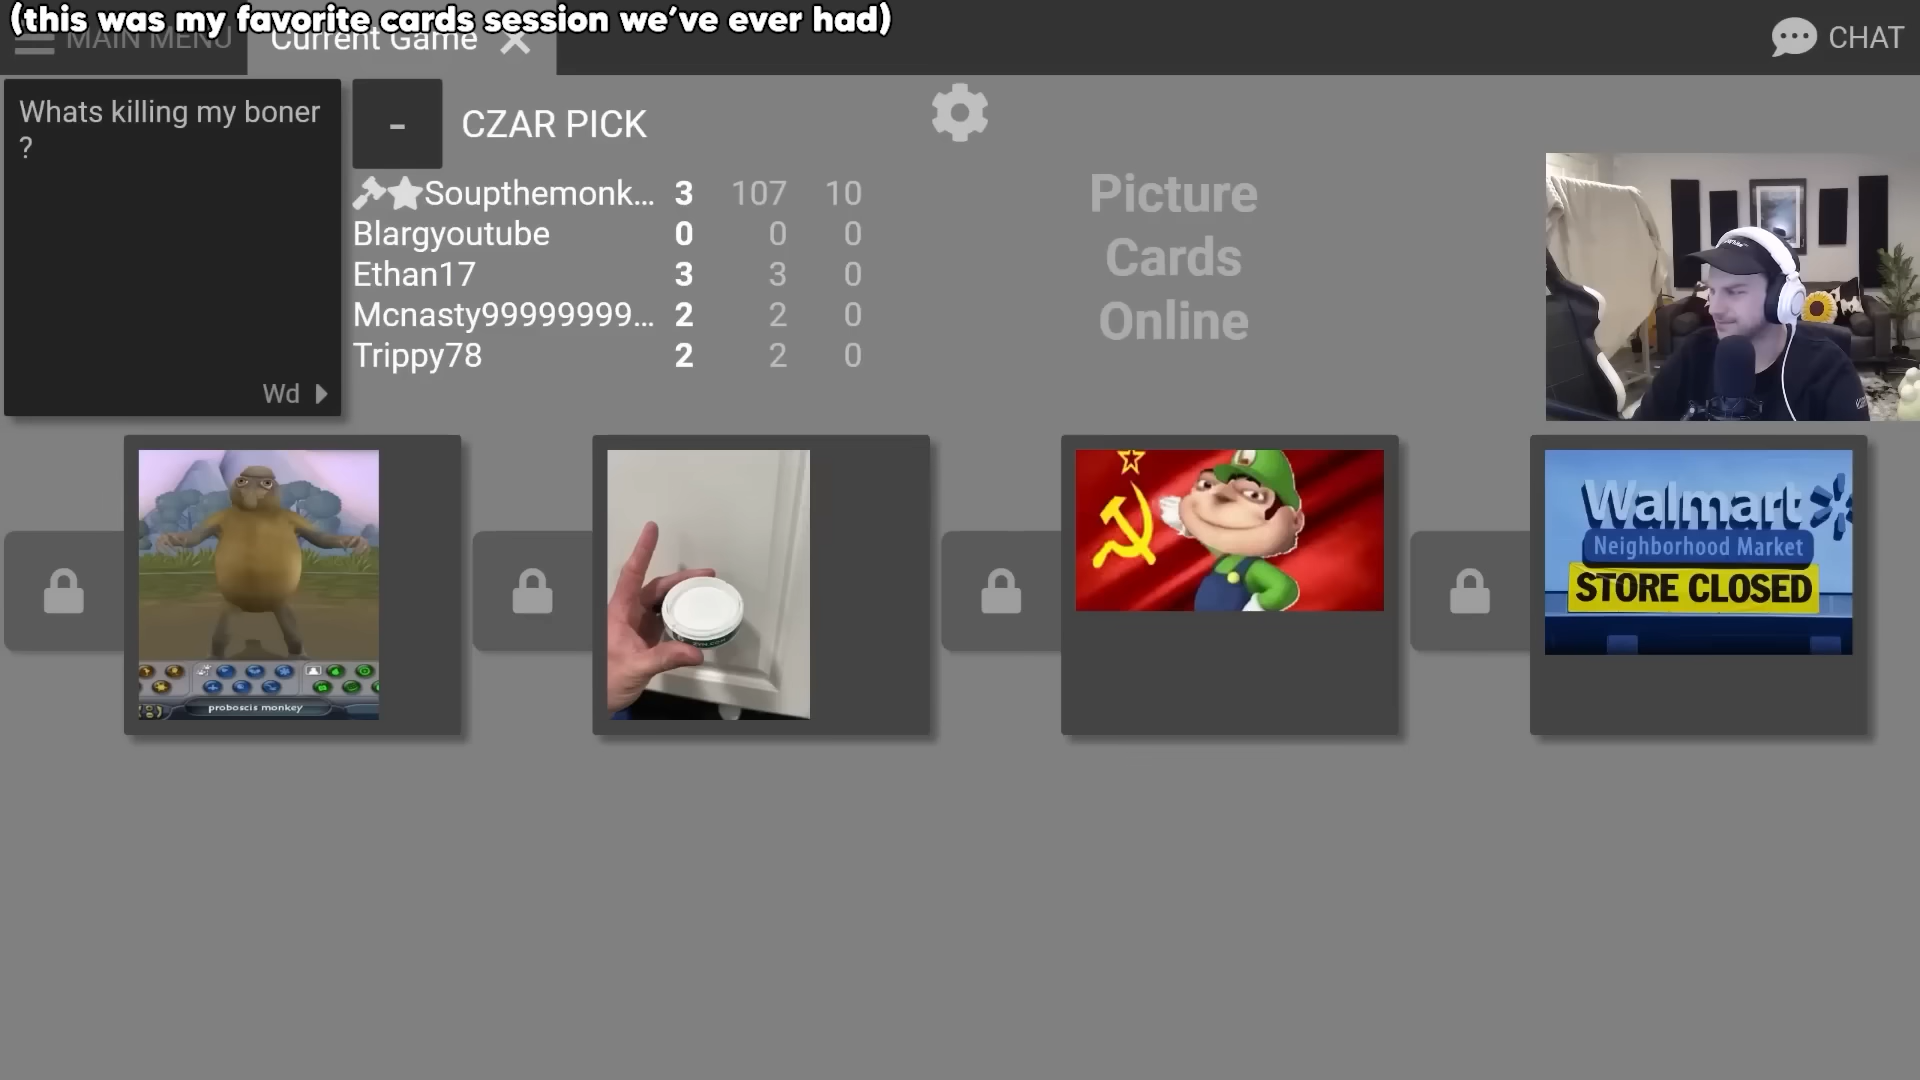 (this was my favorite cards session we've ever had)
MAIN MENU
Current Game
CHAT
Whats killing my boner
?
Wd
-
CZAR PICK
Soupthemonk... 3 107 10
Blargyoutube 0 0 0
Ethan17 3 3 0
Mcnasty99999999... 2 2 0
Trippy78 2 2 0
Picture
Cards
Online
proboscis monkey
Walmart
Neighborhood Market
STORE CLOSED